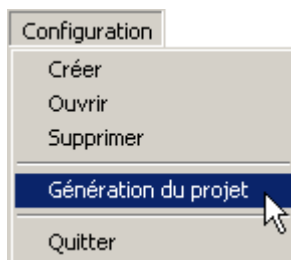 Configuration
Créer
Ouvrir
Supprimer
Génération du projet
Quitter